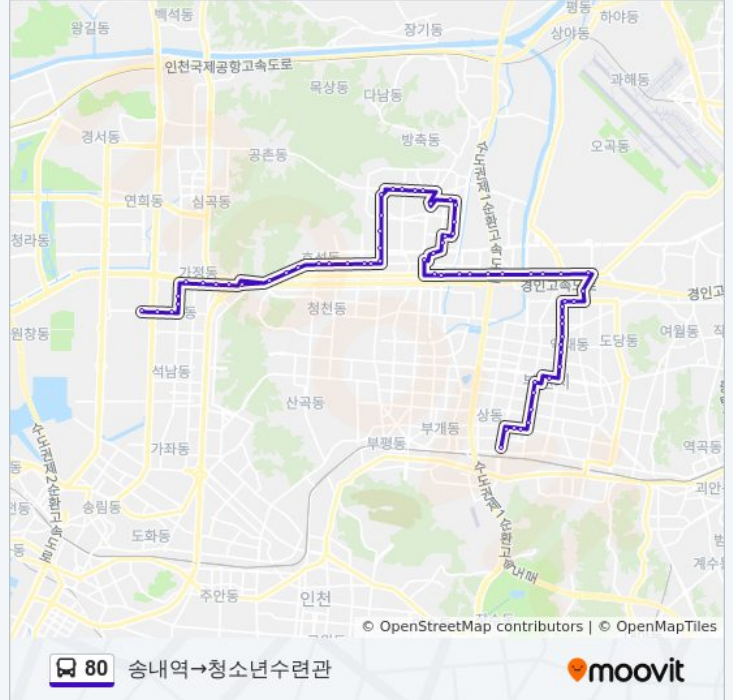 백석동
왕길동
장기동
평동
하야동
상야동
인천국제공항고속도로
목상동
다남동
과해동
경서동
공촌동
방축동
오곡동
수도권제1순환고속도
연희동
심곡동
청라동
가정동
효성동
경인고속도로
경인고
원창동
청천동
도당동
여월동
석남동
산곡동
상동
부개동
부평동
역곡동
가좌동
수도권제2순환고속도로
수도권제1순환고속
송림동
도화동
괴안
범
계수동
주안동
인천
© OpenStreetMap contributors | © OpenMapTiles
80 송내역→청소년수련관
moovit